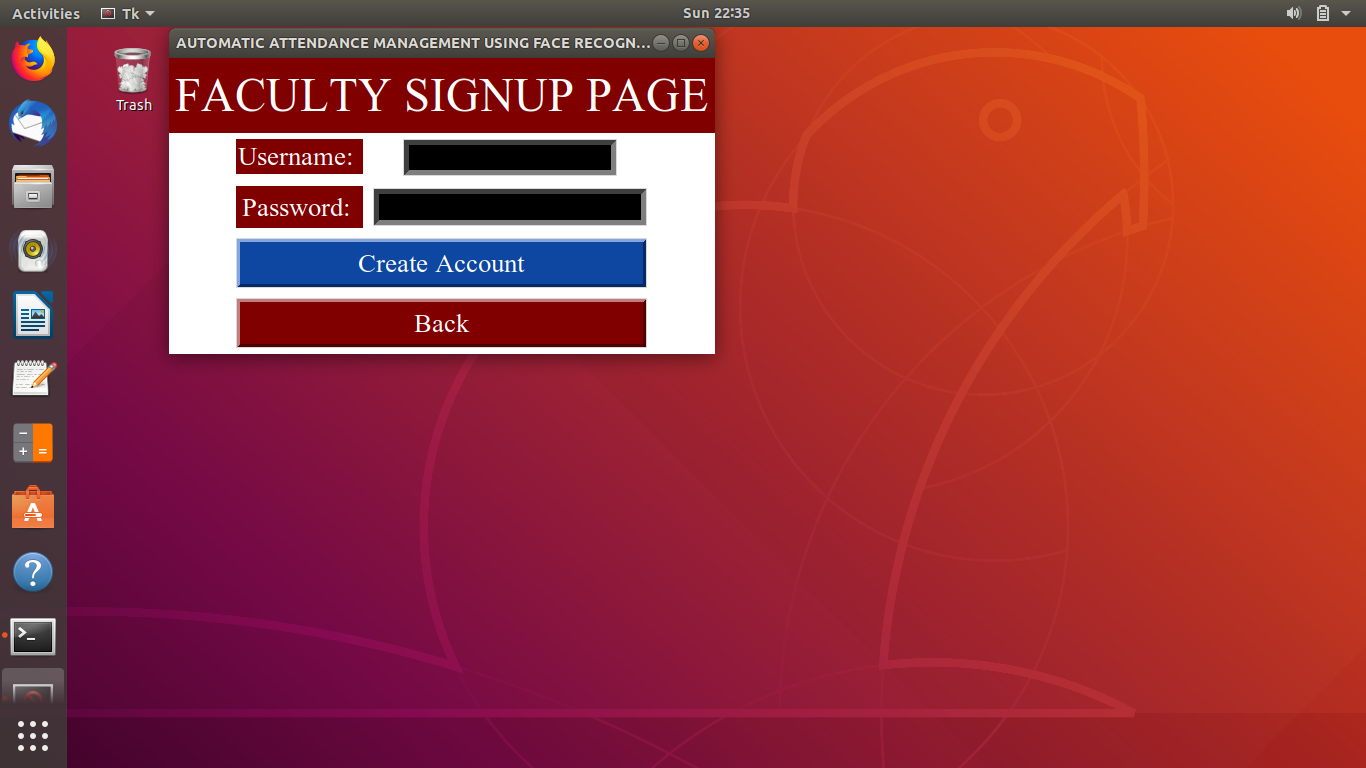 Activities Tk Sun 22:35
AUTOMATIC ATTENDANCE MANAGEMENT USING FACE RECOGN...
Trash
FACULTY SIGNUP PAGE
Username:
Password:
Create Account
Back